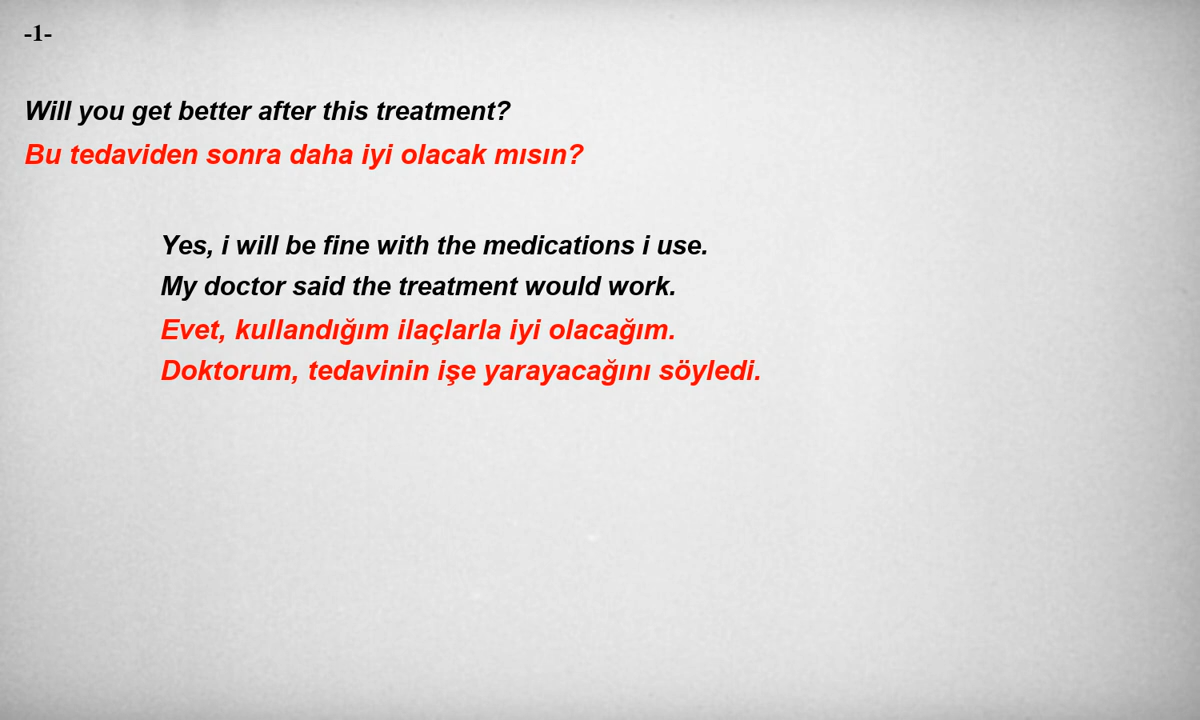 -1-
Will you get better after this treatment?
Bu tedaviden sonra daha iyi olacak mısın?
Yes, i will be fine with the medications i use.
My doctor said the treatment would work.
Evet, kullandığım ilaçlarla iyi olacağım.
Doktorum, tedavinin işe yarayacağını söyledi.